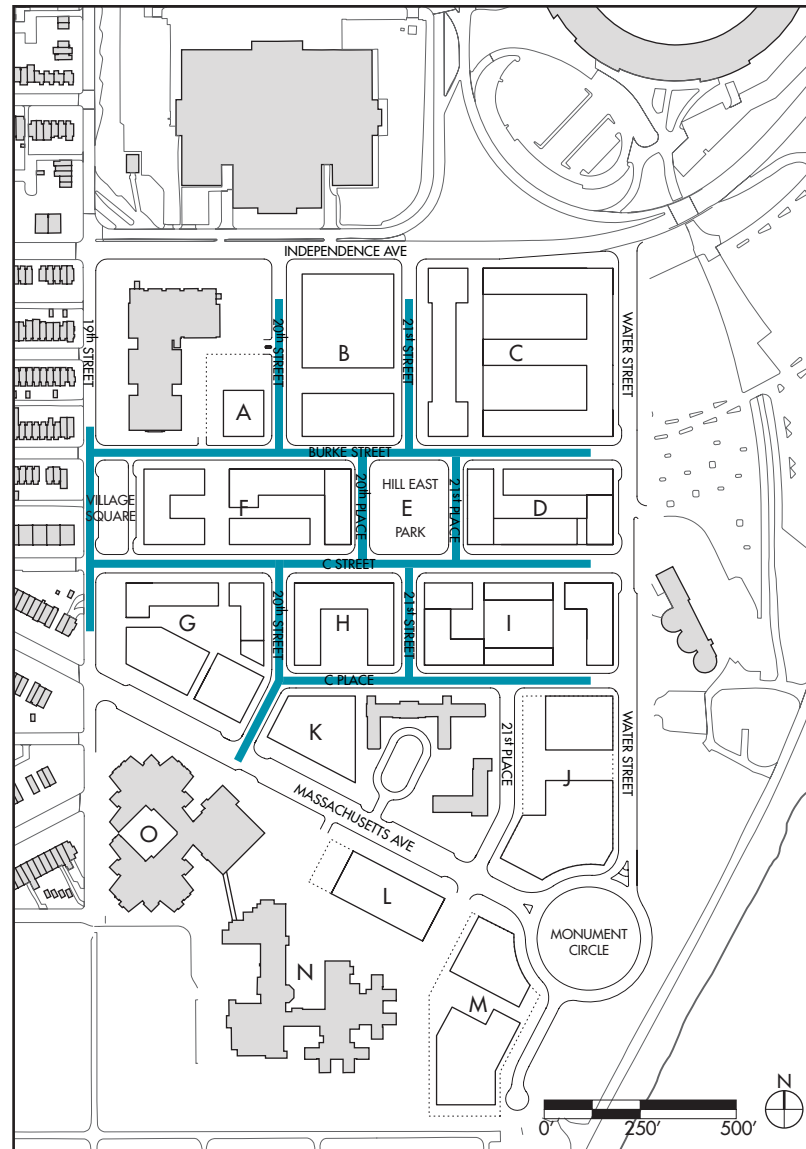 INDEPENDENCE AVE
19th STREET
20th STREET
21st STREET
WATER STREET
B
C
A
BURKE STREET
VILLAGE
SQUARE
F
20th PLACE
HILL EAST
E
PARK
21st PLACE
D
C STREET
G
20th STREET
H
21st STREET
I
C PLACE
K
21st PLACE
J
WATER STREET
MASSACHUSETTS AVE
O
L
MONUMENT
CIRCLE
N
M
N
0' 250' 500'